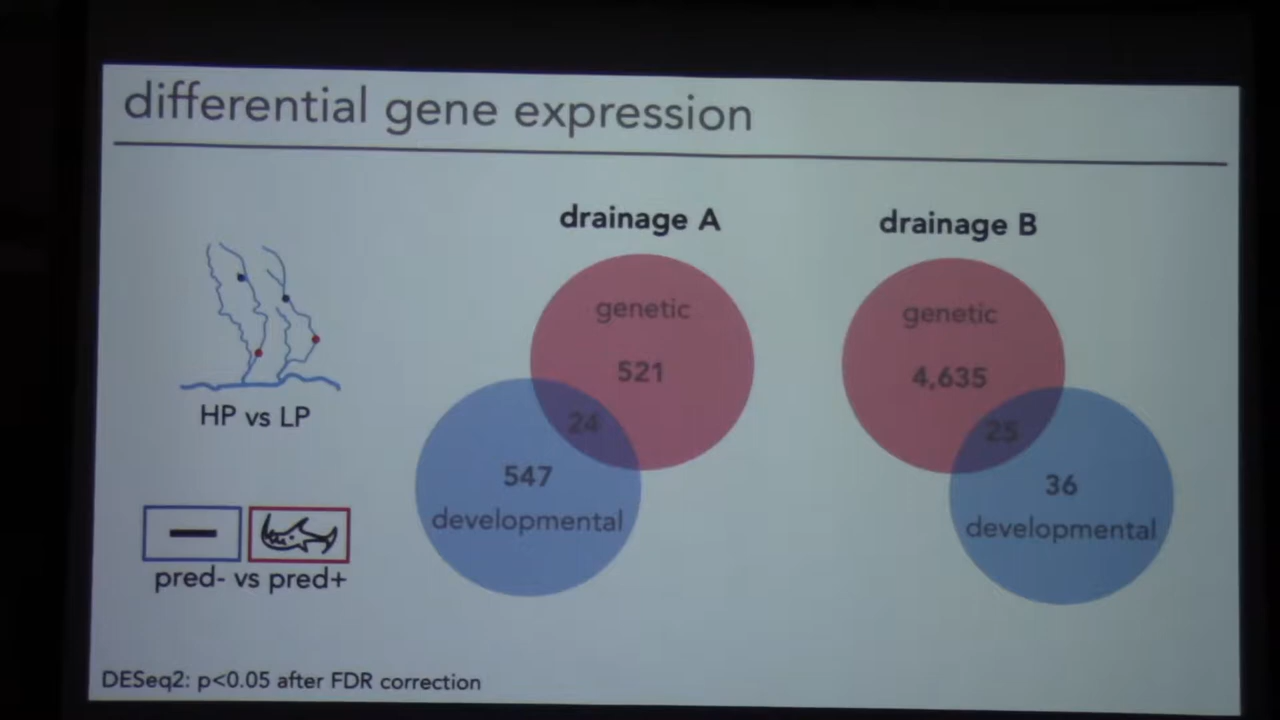 differential gene expression
drainage A
drainage B
genetic
521
24
547
developmental
genetic
4,635
25
36
developmental
HP vs LP
pred- vs pred+
DESeq2: p<0.05 after FDR correction